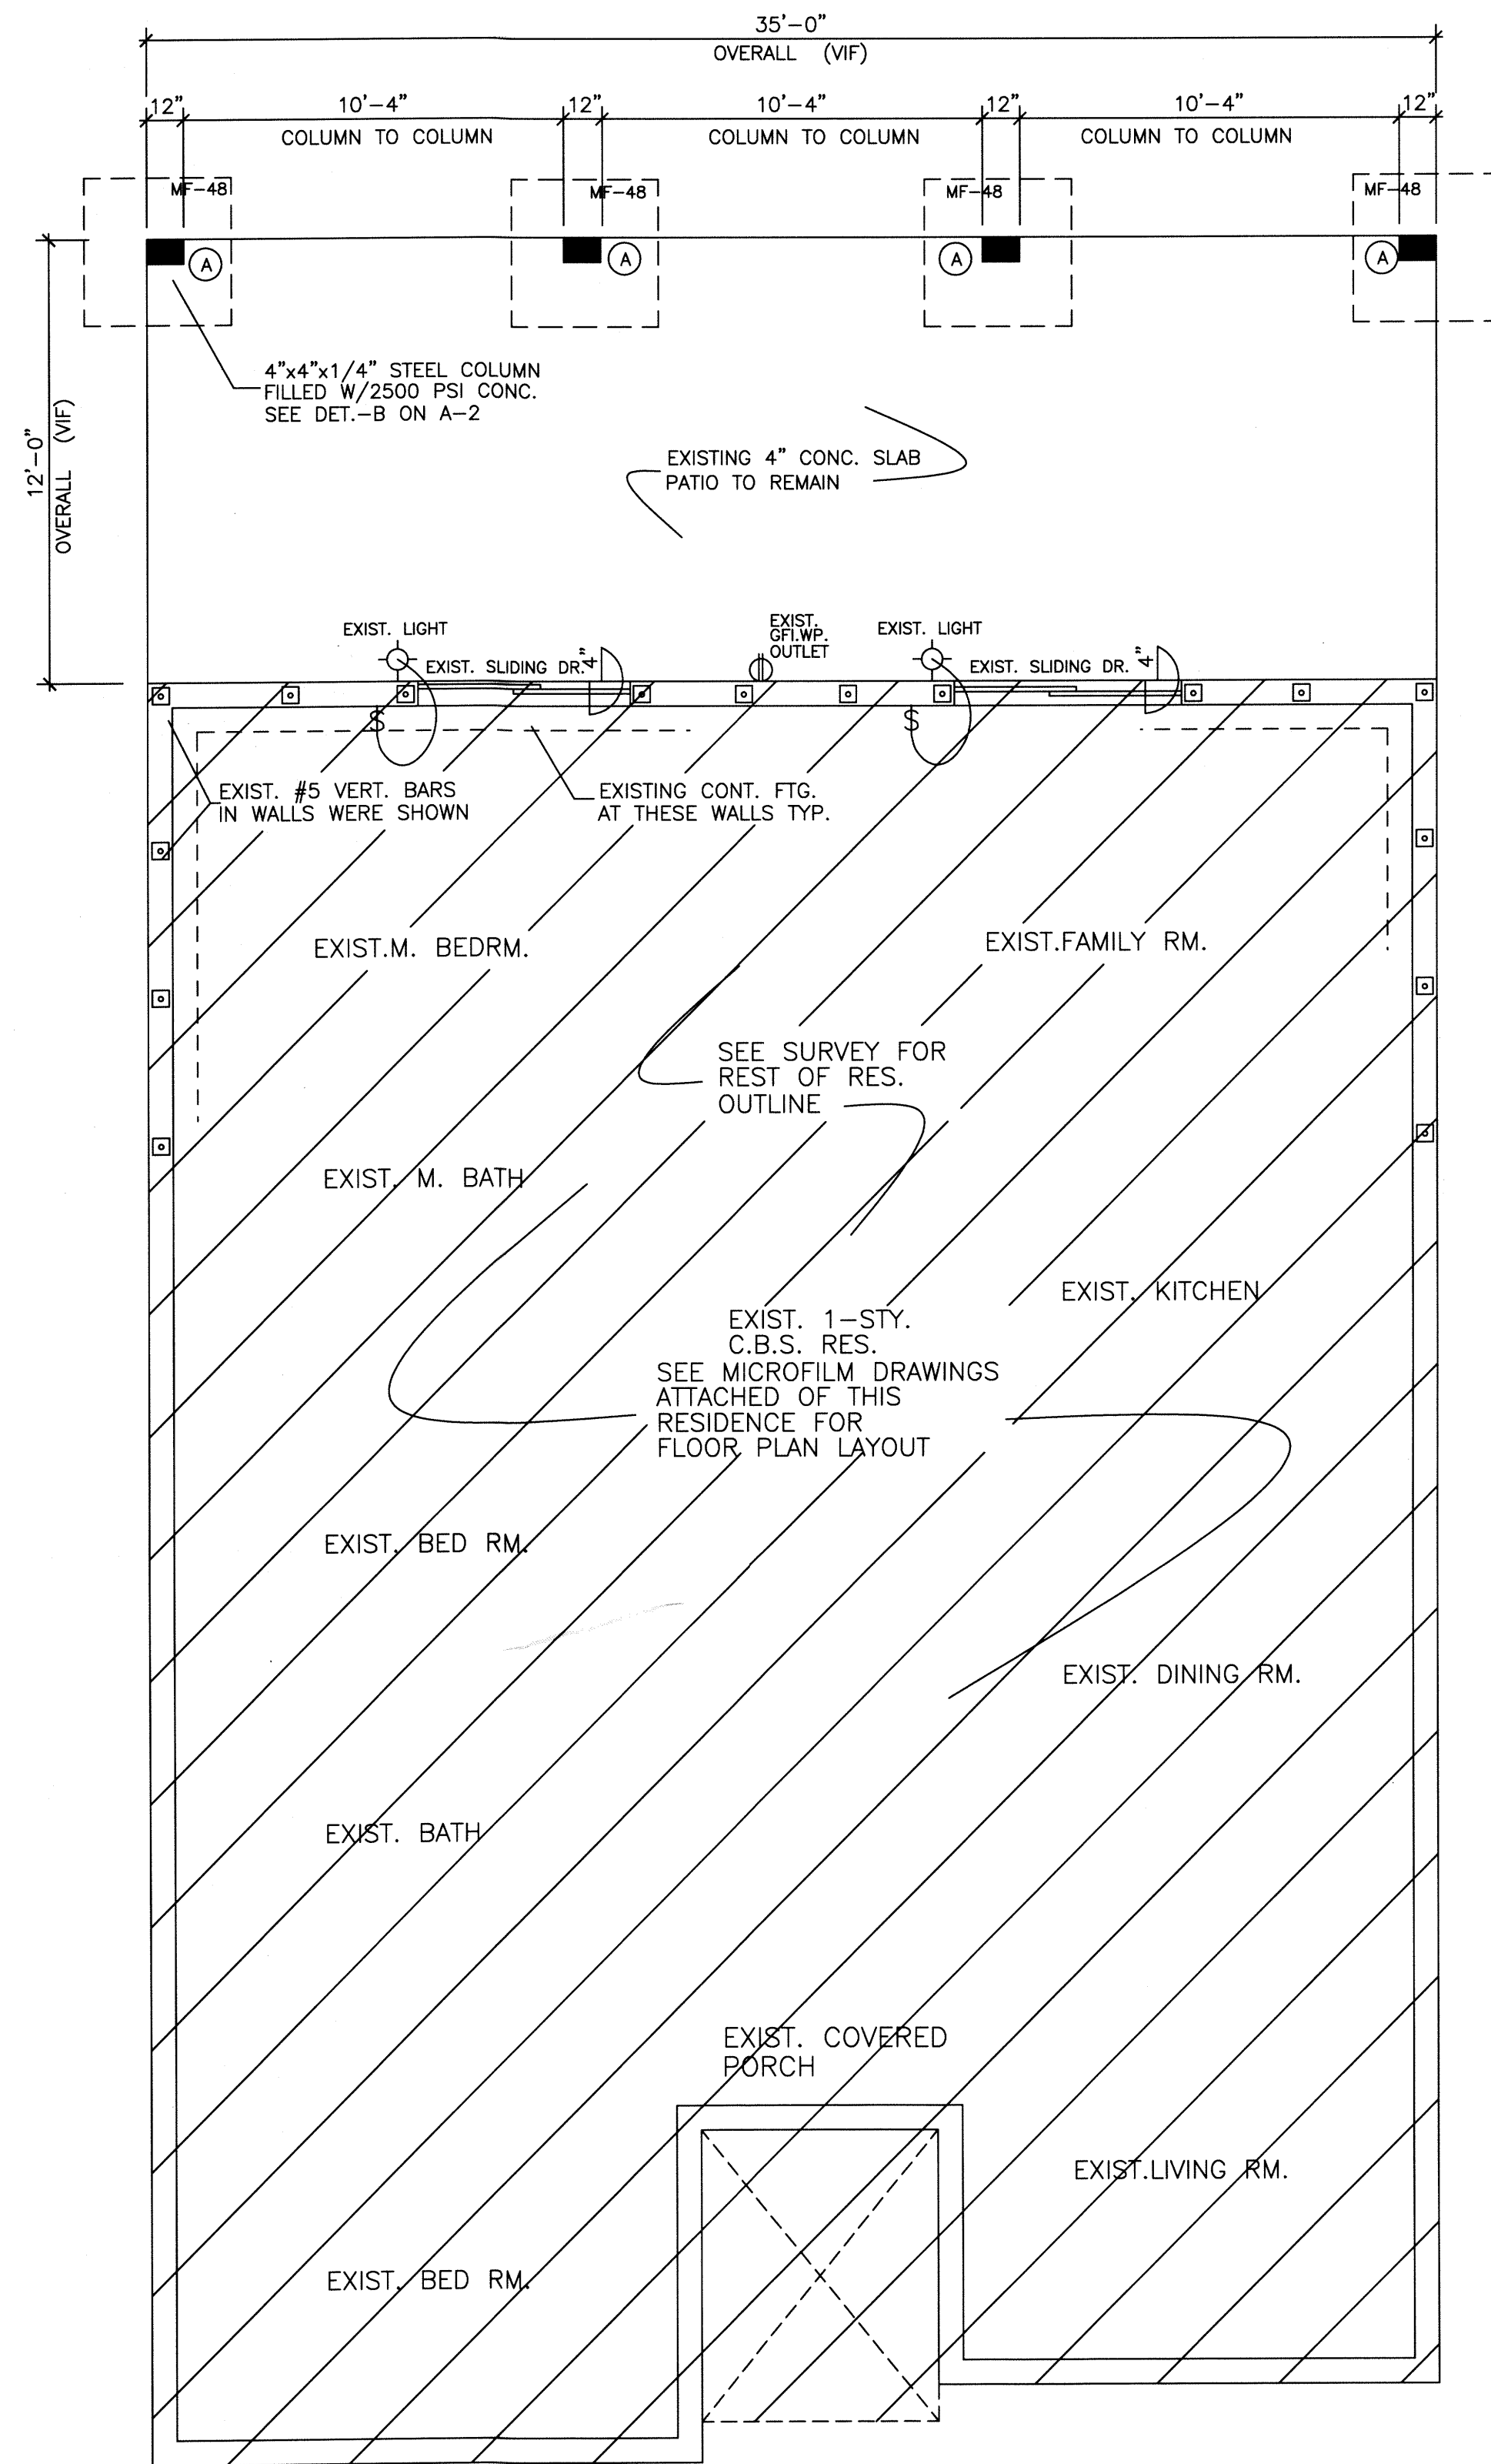 35'-0"
OVERALL (VIF)
12" 10'-4" 12" 10'-4" 12" 10'-4" 12"
COLUMN TO COLUMN COLUMN TO COLUMN COLUMN TO COLUMN
MF-48 MF-48 MF-48 MF-48
A A A A
4"x4"x1/4" STEEL COLUMN
FILLED W/2500 PSI CONC.
SEE DET.-B ON A-2
12'-0"
OVERALL (VIF)
EXISTING 4" CONC. SLAB
PATIO TO REMAIN
EXIST. LIGHT
EXIST. SLIDING DR.
4"
EXIST.
GFI.WP.
OUTLET
EXIST. LIGHT
EXIST. SLIDING DR.
4"
$ $
EXIST. #5 VERT. BARS
IN WALLS WERE SHOWN
EXISTING CONT. FTG.
AT THESE WALLS TYP.
EXIST.M. BEDRM.
EXIST.FAMILY RM.
SEE SURVEY FOR
REST OF RES.
OUTLINE
EXIST. M. BATH
EXIST. KITCHEN
EXIST. 1-STY.
C.B.S. RES.
SEE MICROFILM DRAWINGS
ATTACHED OF THIS
RESIDENCE FOR
FLOOR PLAN LAYOUT
EXIST. BED RM.
EXIST. DINING RM.
EXIST. BATH
EXIST. COVERED
PORCH
EXIST.LIVING RM.
EXIST. BED RM.